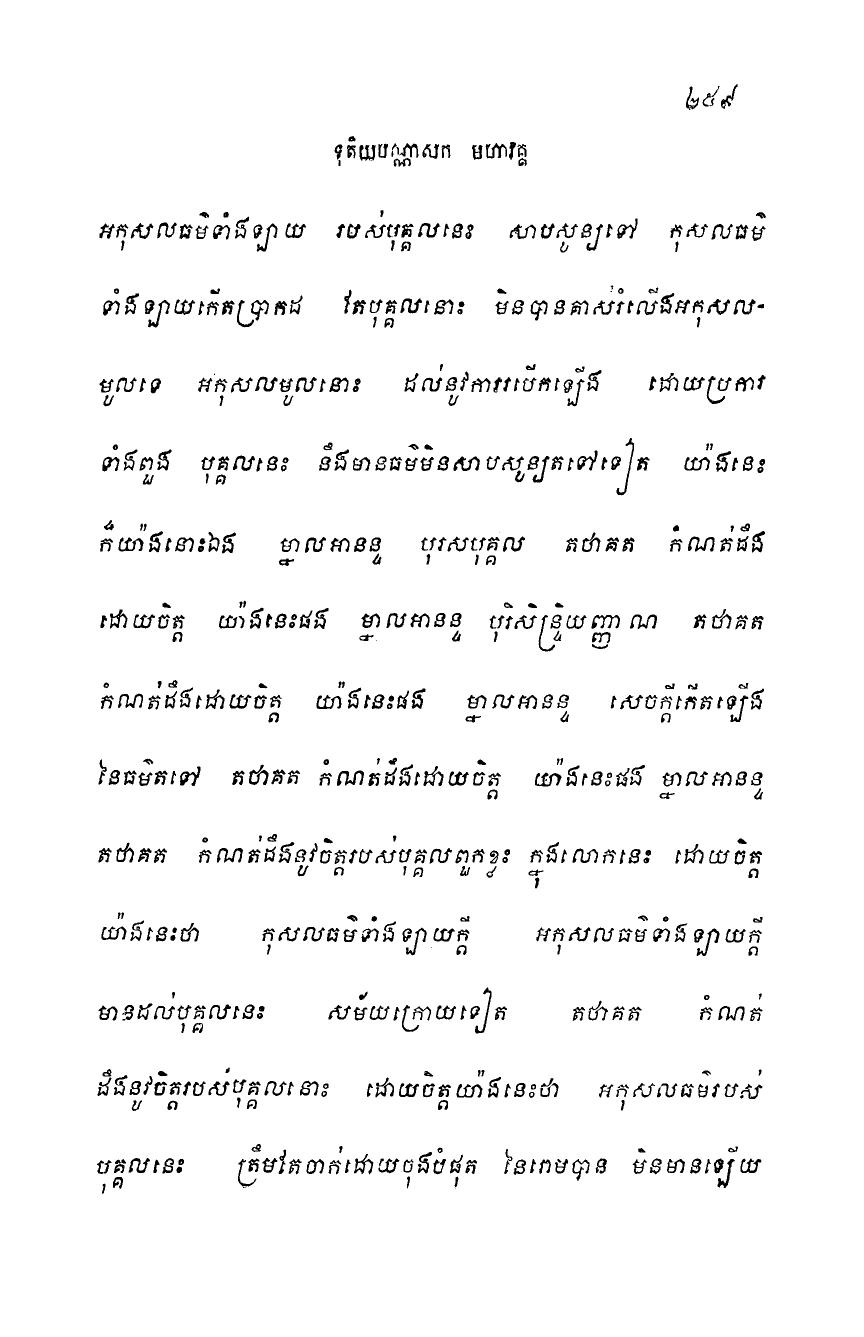 ២៥៩
ទុតិយបណ្ណាសក មហាវគ្គ
អកុសលធម៌ទាំងឡាយ របស់បុគ្គលនេះ សាបសូន្យទៅ កុសលធម៌
ទាំងឡាយកើតប្រាកដ តែបុគ្គលនោះ មិនបានគាស់រំលើងអកុសល-
មូលទេ អកុសលមូលនោះ ដល់នូវការរបើកឡើង ដោយប្រការ
ទាំងពួង បុគ្គលនេះ នឹងមានធម៌មិនសាបសូន្យតទៅទៀត យ៉ាងនេះ
ក៏យ៉ាងនោះឯង ម្នាលអានន្ទ បុរសបុគ្គល តថាគត កំណត់ដឹង
ដោយចិត្ត យ៉ាងនេះផង ម្នាលអានន្ទ បុរិសិន្ទ្រិយញ្ញាណ តថាគត
កំណត់ដឹងដោយចិត្ត យ៉ាងនេះផង ម្នាលអានន្ទ សេចក្តីកើតឡើង
នៃធម៌តទៅ តថាគត កំណត់ដឹងដោយចិត្ត យ៉ាងនេះផង ម្នាលអានន្ទ
តថាគត កំណត់ដឹងនូវចិត្តរបស់បុគ្គលពួកខ្លះ ក្នុងលោកនេះ ដោយចិត្ត
យ៉ាងនេះថា កុសលធម៌ទាំងឡាយក្តី អកុសលធម៌ទាំងឡាយក្តី
មានដល់បុគ្គលនេះ សម័យក្រោយទៀត តថាគត កំណត់
ដឹងនូវចិត្តរបស់បុគ្គលនោះ ដោយចិត្តយ៉ាងនេះថា អកុសលធម៌របស់
បុគ្គលនេះ ត្រឹមតែចាក់ដោយចុងបំផុត នៃរោមបាន មិនមានឡើយ